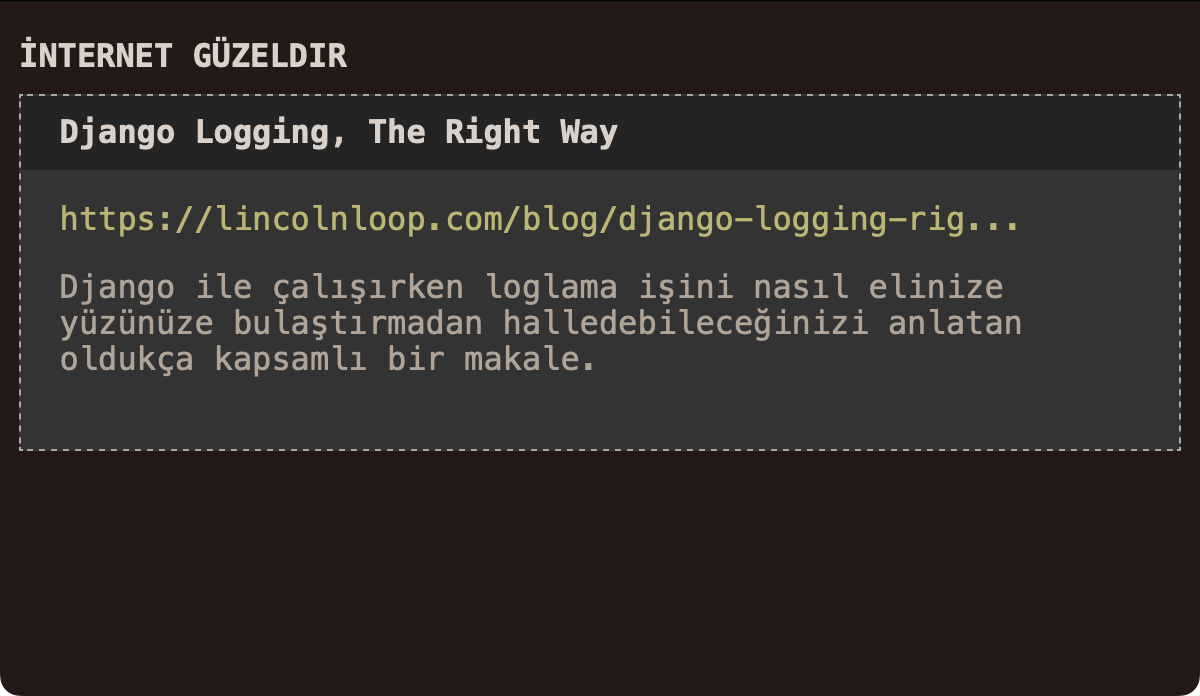 İNTERNET GÜZELDIR
Django Logging, The Right Way
https://lincolnloop.com/blog/django-logging-rig...
Django ile çalışırken loglama işini nasıl elinize
yüzünüze bulaştırmadan halledebileceğinizi anlatan
oldukça kapsamlı bir makale.